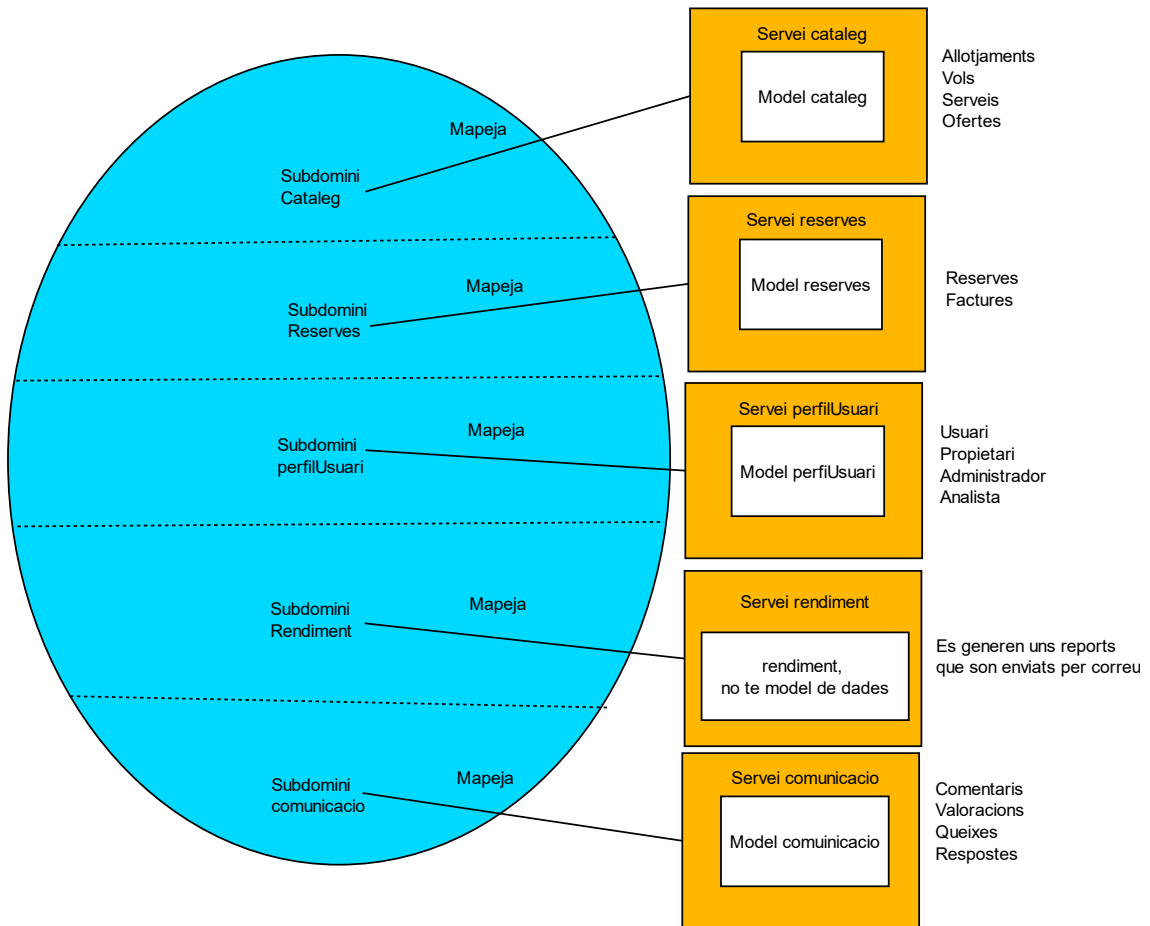 Servei cataleg
Model cataleg
Allotjaments
Vols
Serveis
Ofertes
Mapeja
Subdomini
Cataleg
Servei reserves
Model reserves
Reserves
Factures
Mapeja
Subdomini
Reserves
Servei perfilUsuari
Model perfiUsuari
Usuari
Propietari
Administrador
Analista
Mapeja
Subdomini
perfilUsuari
Servei rendiment
rendiment,
no te model de dades
Es generen uns reports
que son enviats per correu
Mapeja
Subdomini
Rendiment
Servei comunicacio
Model comuinicacio
Comentaris
Valoracions
Queixes
Respostes
Mapeja
Subdomini
comunicacio